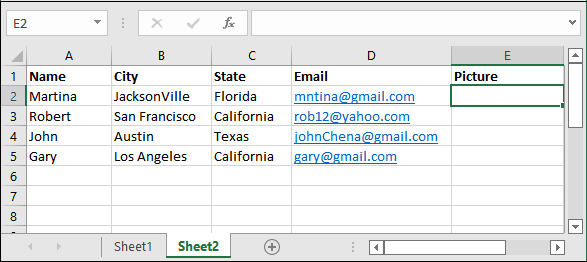 E2 fx
A B C D E
1 Name City State Email Picture
2 Martina JacksonVille Florida mntina@gmail.com
3 Robert San Francisco California rob12@yahoo.com
4 John Austin Texas johnChena@gmail.com
5 Gary Los Angeles California gary@gmail.com
6
7
8
9
Sheet1 Sheet2